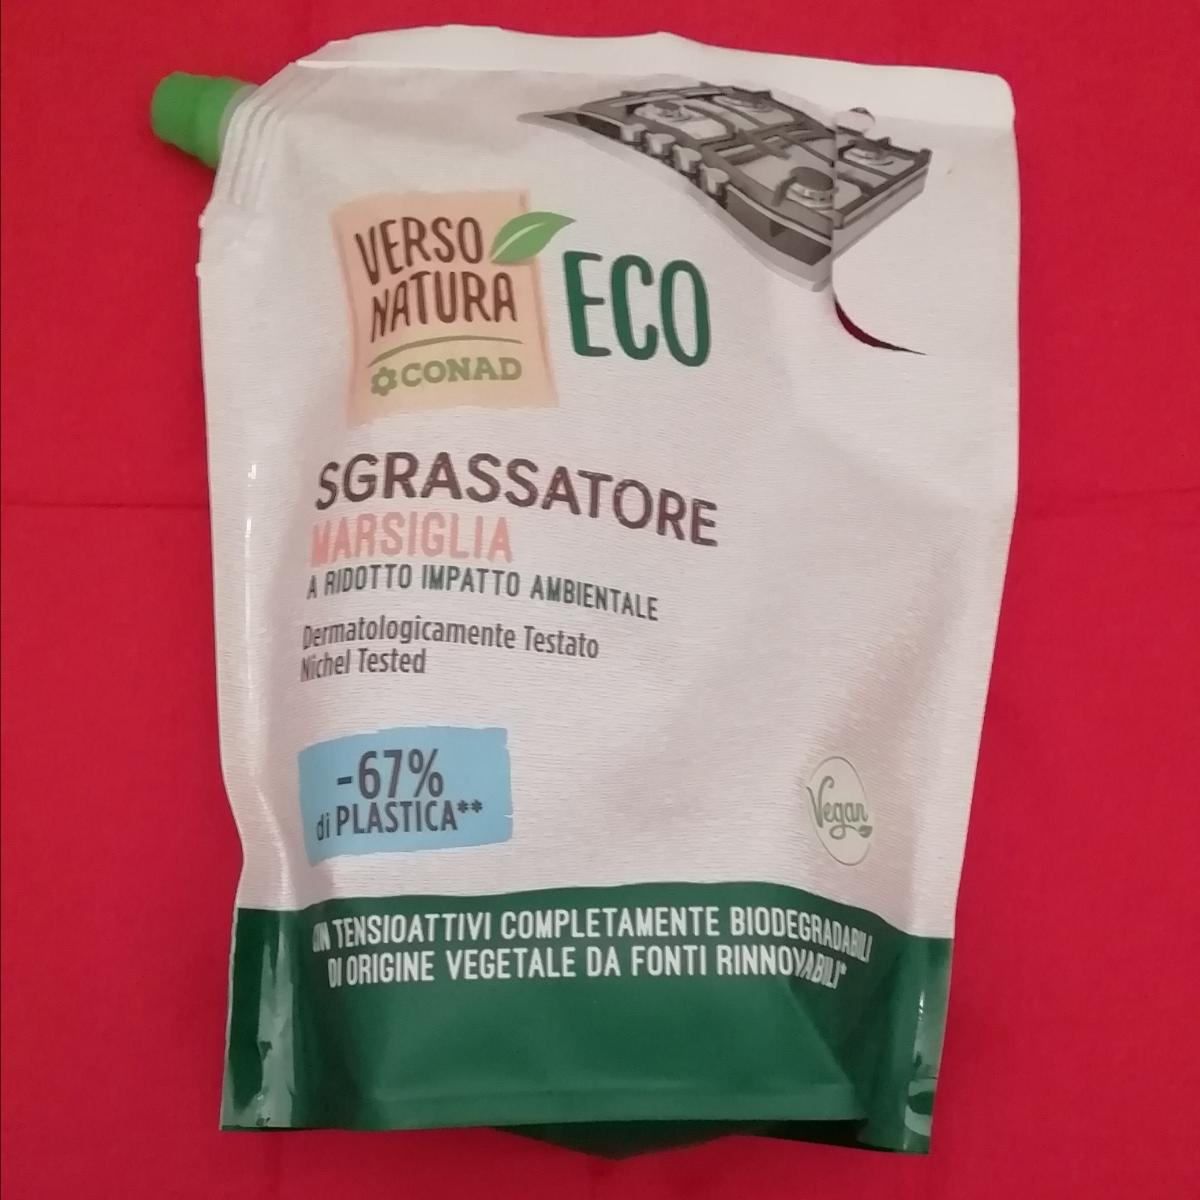 VERSO
NATURA
CONAD
ECO
SGRASSATORE
MARSIGLIA
A RIDOTTO IMPATTO AMBIENTALE
Dermatologicamente Testato
Nichel Tested
-67%
di PLASTICA**
Vegan
TENSIOATTIVI COMPLETAMENTE BIODEGRADABILI
DI ORIGINE VEGETALE DA FONTI RINNOVABILI*